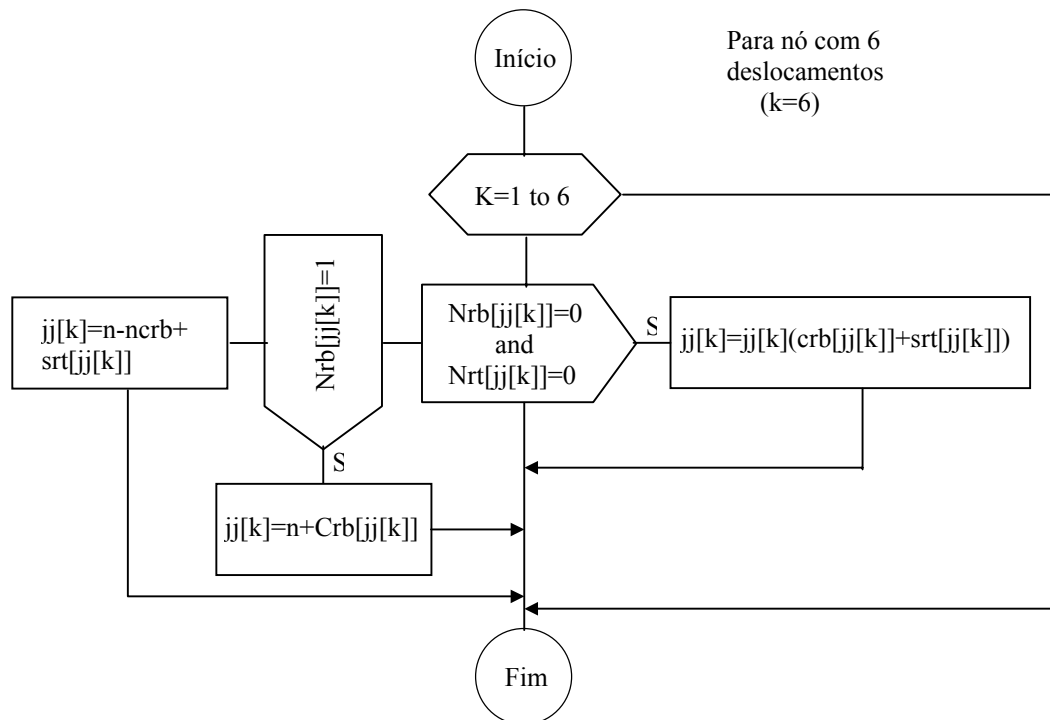 Início
Para nó com 6
deslocamentos
(k=6)
K=1 to 6
Nrb[jj[k]]=0
and
Nrt[jj[k]]=0
S
jj[k]=jj[k](crb[jj[k]]+srt[jj[k]])
Nrb[jj[k]]=1
jj[k]=n-ncrb+
srt[jj[k]]
S
jj[k]=n+Crb[jj[k]]
Fim